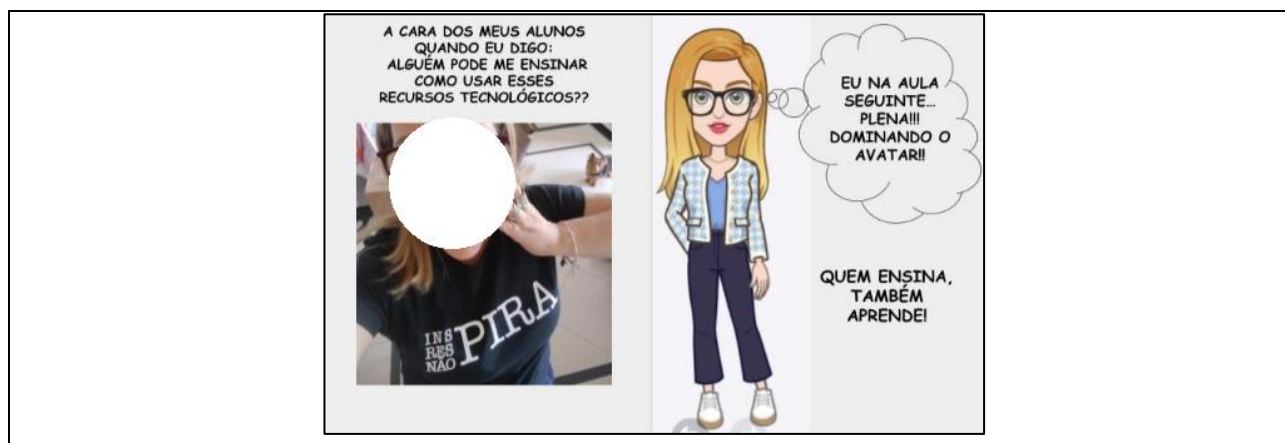 A CARA DOS MEUS ALUNOS
QUANDO EU DIGO:
ALGUÉM PODE ME ENSINAR
COMO USAR ESSES
RECURSOS TECNOLÓGICOS??
INS
RES
NÃO
PIRA
EU NA AULA
SEGUINTE...
PLENA!!!
DOMINANDO O
AVATAR!!
QUEM ENSINA,
TAMBÉM
APRENDE!